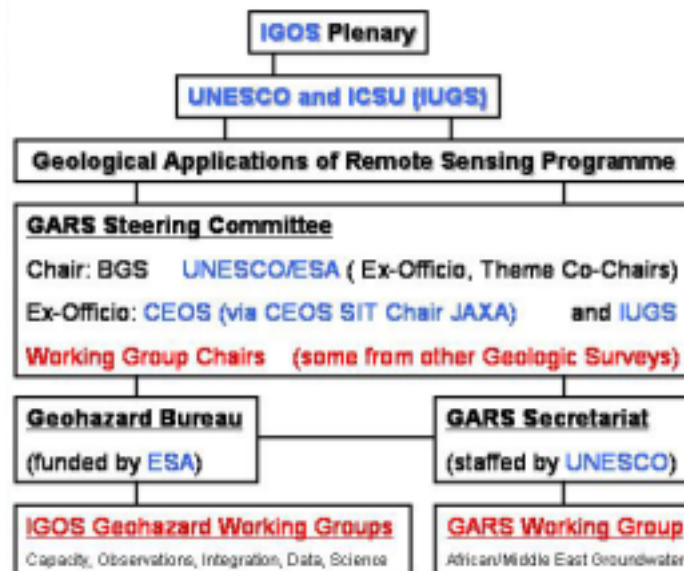 IGOS Plenary
UNESCO and ICSU (IUGS)
Geological Applications of Remote Sensing Programme
GARS Steering Committee
Chair: BGS UNESCO/ESA ( Ex-Officio, Theme Co-Chairs)
Ex-Officio: CEOS (via CEOS SIT Chair JAXA) and IUGS
Working Group Chairs (some from other Geologic Surveys)
Geohazard Bureau
(funded by ESA)
GARS Secretariat
(staffed by UNESCO)
IGOS Geohazard Working Groups
Capacity, Observations, Integration, Data, Science
GARS Working Group
African/Middle East Groundwater